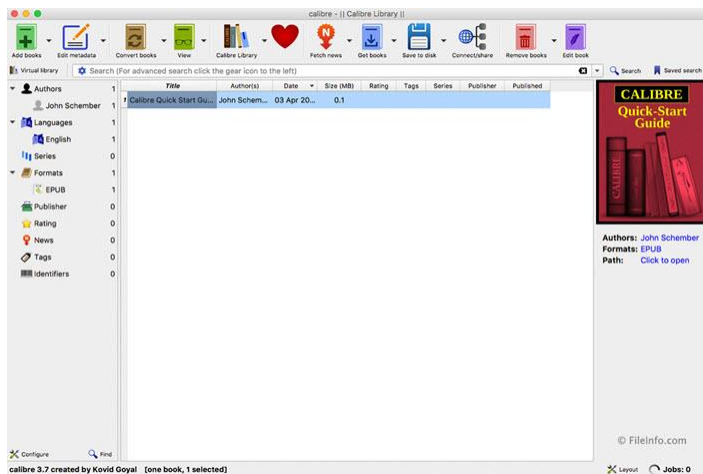 calibre - || Calibre Library ||
Add books Edit metadata Convert books View Calibre Library Fetch news Get books Save to disk Connect/share Remove books Edit book
Virtual library Search (For advanced search click the gear icon to the left) Search Saved search
Title Author(s) Date Size (MB) Rating Tags Series Publisher Published
1 Calibre Quick Start Gu... John Schem... 03 Apr 20... 0.1
Authors 1
John Schember 1
Languages 1
English 1
Series 0
Formats 1
EPUB 1
Publisher 0
Rating 0
News 0
Tags 0
Identifiers 0
CALIBRE
Quick-Start
Guide
CALIBRE
Authors: John Schember
Formats: EPUB
Path: Click to open
© FileInfo.com
Configure Find
calibre 3.7 created by Kovid Goyal [one book, 1 selected] Layout Jobs: 0